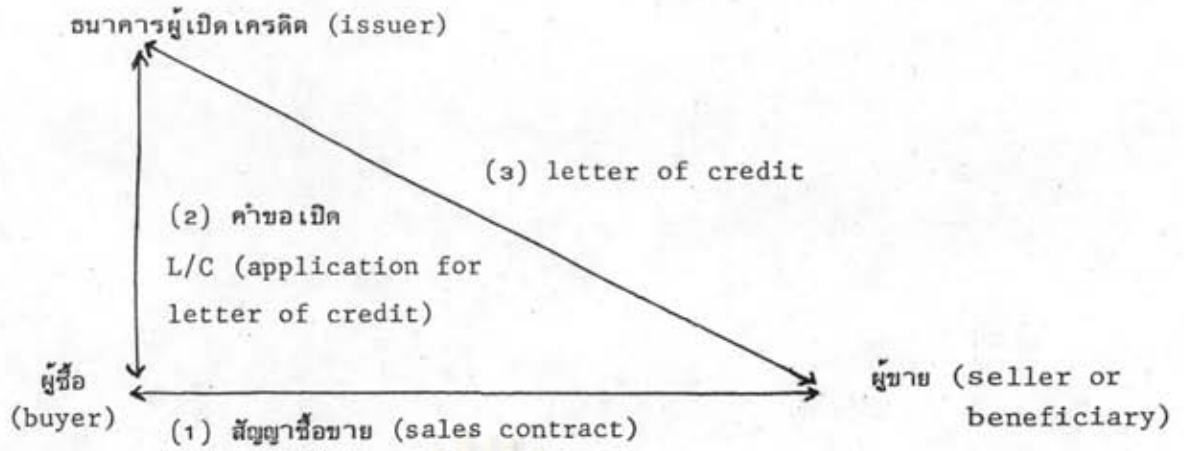 ธนาคารผู้เปิดเครดิต (issuer)
(3) letter of credit
(2) คำขอเปิด
L/C (application for
letter of credit)
ผู้ซื้อ
(buyer)
(1) สัญญาซื้อขาย (sales contract)
ผู้ขาย (seller or
beneficiary)